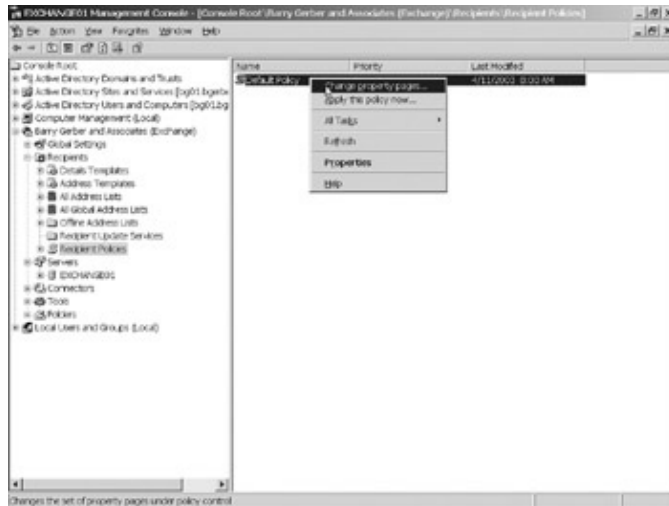 EXCHANGE01 Management Console - [Console Root\Barry Gerber and Associates (Exchange)\Recipients\Recipient Policies]
File Action View Favorites Window Help
Console Root
Active Directory Domains and Trusts
Active Directory Sites and Services [bg01.bgerbe
Active Directory Users and Computers [bg01.bg
Computer Management (Local)
Barry Gerber and Associates (Exchange)
Global Settings
Recipients
Details Templates
Address Templates
All Address Lists
All Global Address Lists
Offline Address Lists
Recipient Update Services
Recipient Policies
Servers
EXCHANGE01
Connectors
Tools
Folders
Local Users and Groups (Local)
Name Priority Last Modified
Default Policy 4/11/2003
Change property pages...
Apply this policy now...
All Tasks
Refresh
Properties
Help
Changes the set of property pages under policy control